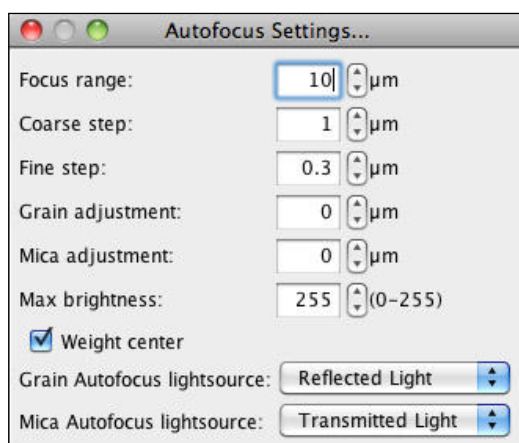 Autofocus Settings...
Focus range: 10 µm
Coarse step: 1 µm
Fine step: 0.3 µm
Grain adjustment: 0 µm
Mica adjustment: 0 µm
Max brightness: 255 (0-255)
Weight center
Grain Autofocus lightsource: Reflected Light
Mica Autofocus lightsource: Transmitted Light